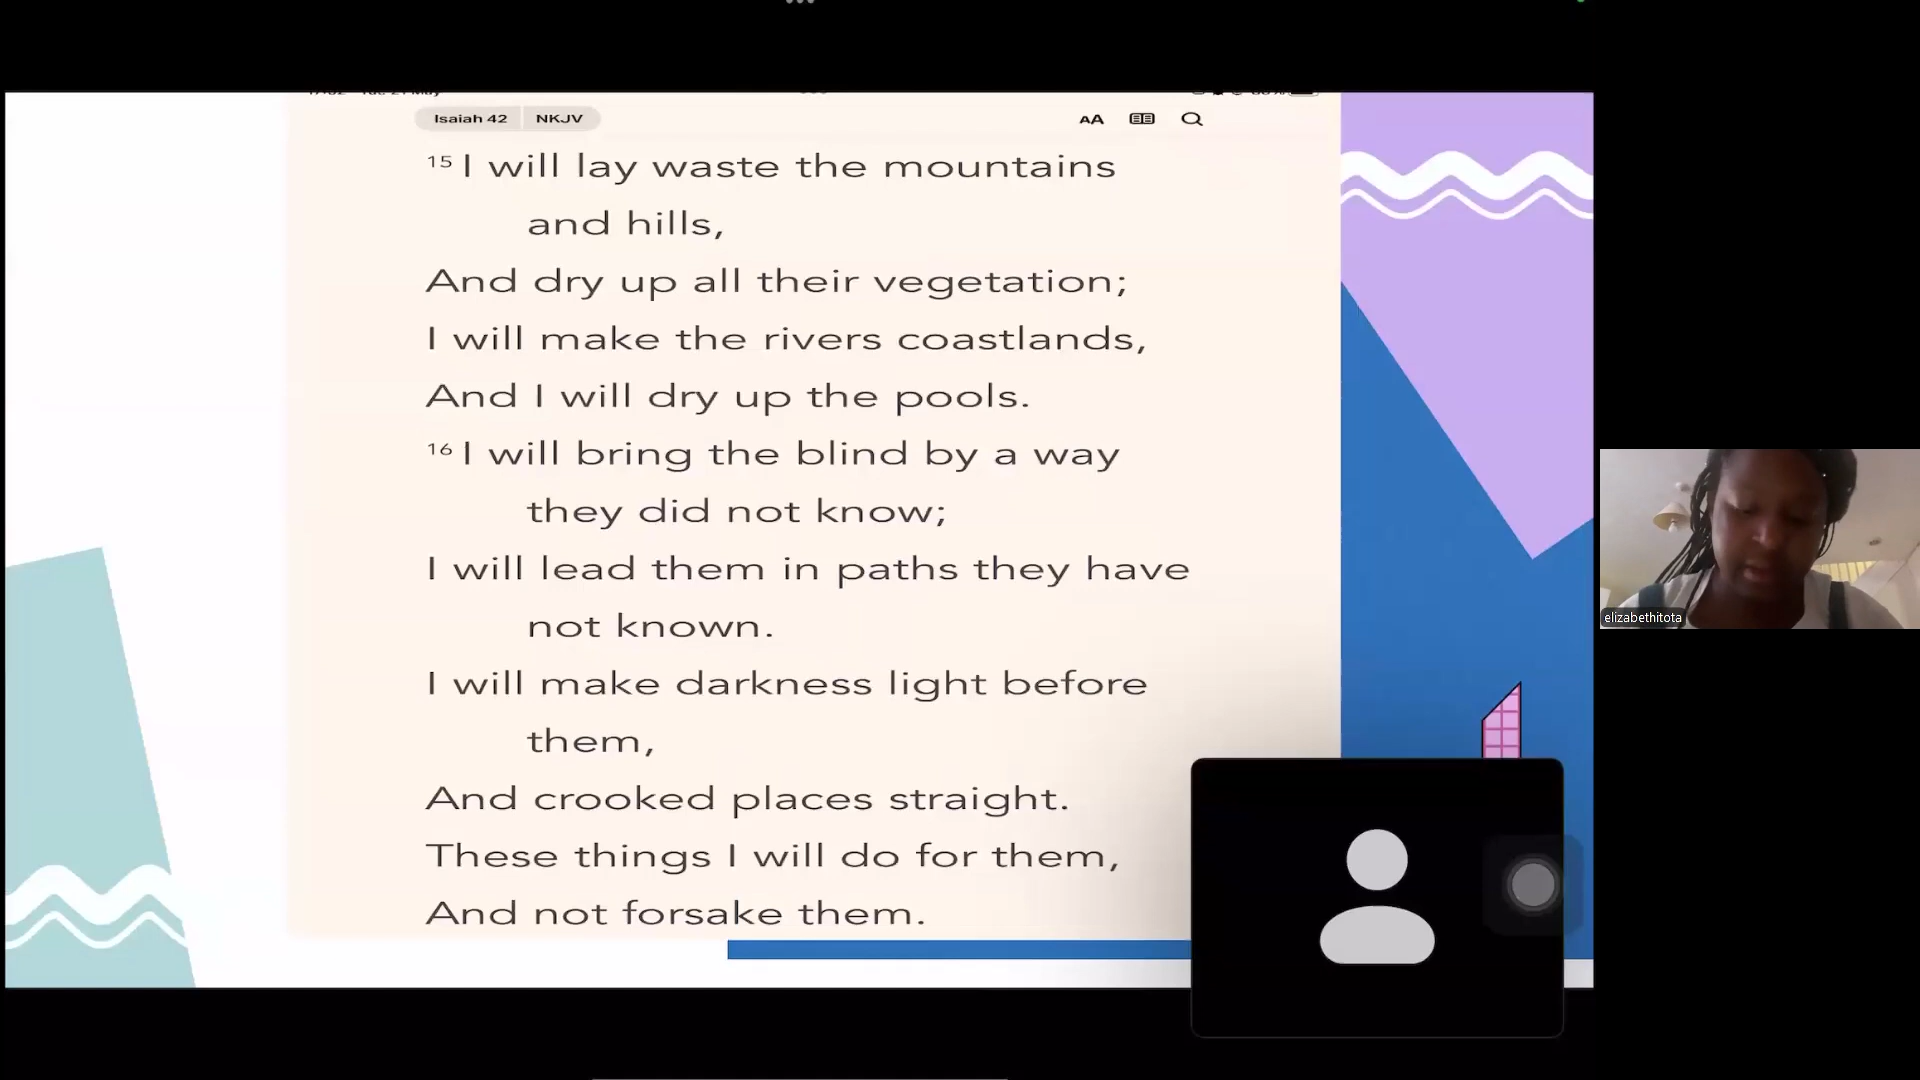 Isaiah 42 NKJV AA
15 I will lay waste the mountains
and hills,
And dry up all their vegetation;
I will make the rivers coastlands,
And I will dry up the pools.
16 I will bring the blind by a way
they did not know;
I will lead them in paths they have
not known.
I will make darkness light before
them,
And crooked places straight.
These things I will do for them,
And not forsake them.
elizabethitota